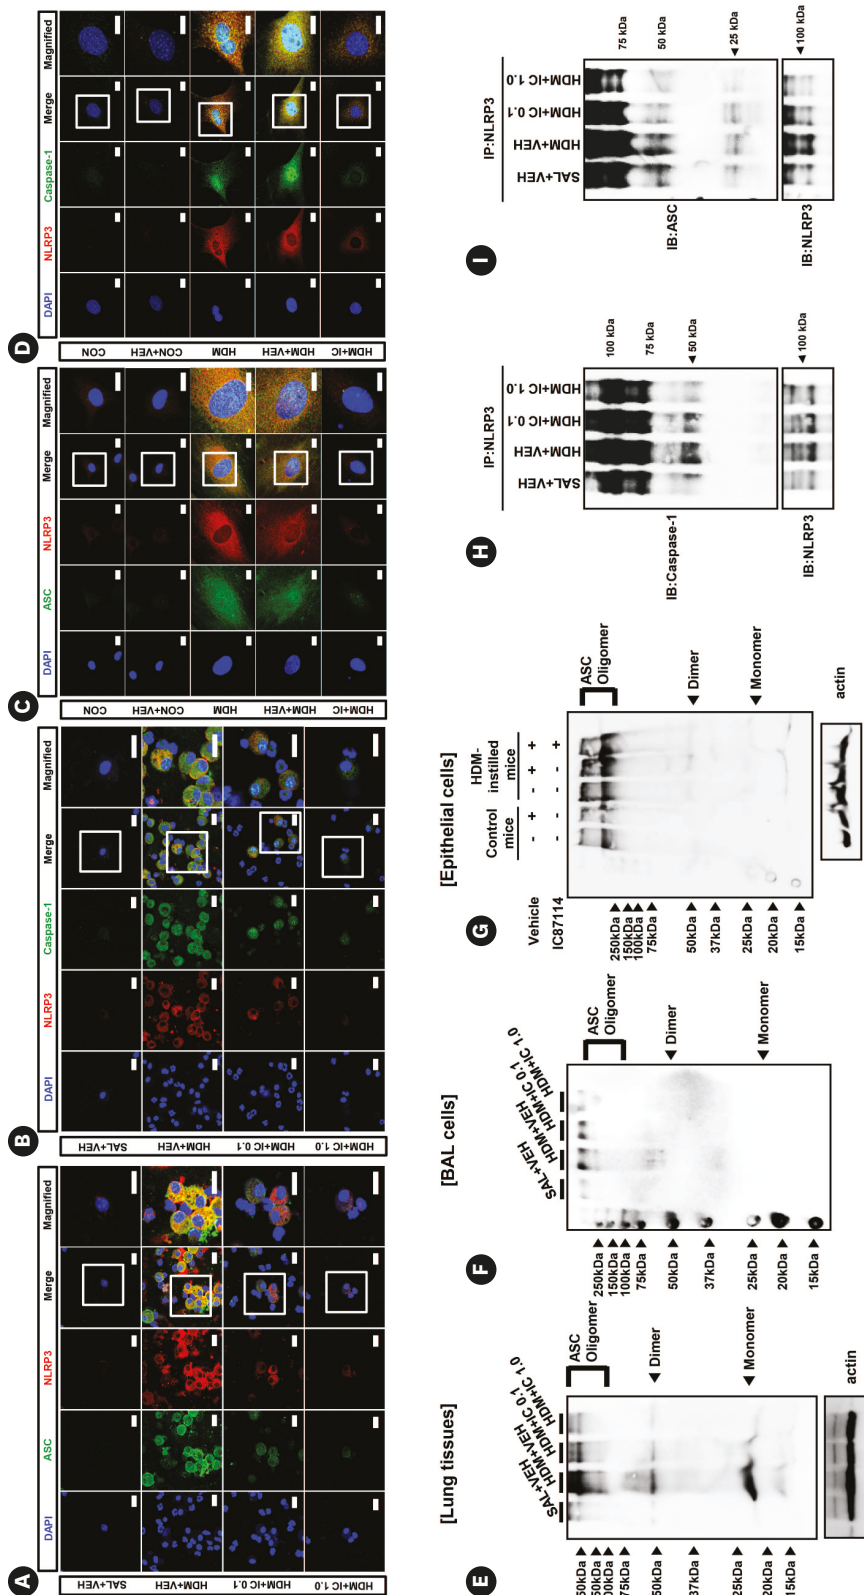 A
DAPI ASC NLRP3 Merge Magnified
SAL+VEH
HDM+VEH
HDM+IC 0.1
HDM+IC 1.0
B
DAPI NLRP3 Caspase-1 Merge Magnified
SAL+VEH
HDM+VEH
HDM+IC 0.1
HDM+IC 1.0
C
DAPI ASC NLRP3 Merge Magnified
CON
CON+VEH
HDM
HDM+VEH
HDM+IC
D
DAPI NLRP3 Caspase-1 Merge Magnified
CON
CON+VEH
HDM
HDM+VEH
HDM+IC
E
[Lung tissues]
SAL+VEH HDM+VEH HDM+IC 0.1 HDM+IC 1.0
75kDa
50kDa
37kDa
25kDa
20kDa
15kDa
ASC
Oligomer
Dimer
Monomer
actin
F
[BAL cells]
SAL+VEH HDM+VEH HDM+IC 0.1 HDM+IC 1.0
250kDa
150kDa
100kDa
75kDa
50kDa
37kDa
25kDa
20kDa
15kDa
ASC
Oligomer
Dimer
Monomer
G
[Epithelial cells]
Control mice
HDM-instilled mice
Vehicle - + - + +
IC87114 - - - - +
250kDa
150kDa
100kDa
75kDa
50kDa
37kDa
25kDa
20kDa
15kDa
ASC
Oligomer
Dimer
Monomer
actin
H
IP:NLRP3
SAL+VEH HDM+VEH HDM+IC 0.1 HDM+IC 1.0
IB:Caspase-1
100 kDa
75 kDa
50 kDa
IB:NLRP3
100 kDa
I
IP:NLRP3
SAL+VEH HDM+VEH HDM+IC 0.1 HDM+IC 1.0
IB:ASC
75 kDa
50 kDa
25 kDa
IB:NLRP3
100 kDa